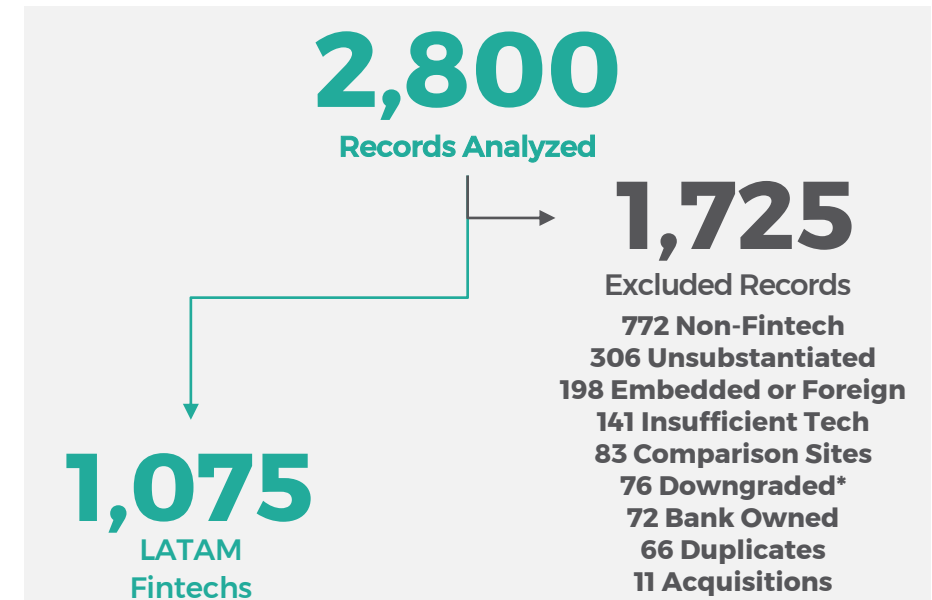 2,800
Records Analyzed
1,725
Excluded Records
772 Non-Fintech
306 Unsubstantiated
198 Embedded or Foreign
141 Insufficient Tech
83 Comparison Sites
76 Downgraded*
72 Bank Owned
66 Duplicates
11 Acquisitions
1,075
LATAM
Fintechs